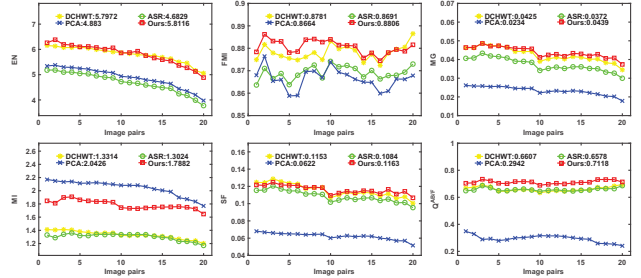 DCHWT:5.7972 ASR:4.6829
PCA:4.883 Ours:5.8116
EN
6
5
4
0 5 10 15 20
Image pairs
DCHWT:0.8781 ASR:0.8691
PCA:0.8664 Ours:0.8806
FMI
0.9
0.89
0.88
0.87
0.86
0.85
0 5 10 15 20
Image pairs
DCHWT:0.0425 ASR:0.0372
PCA:0.0234 Ours:0.0439
MG
0.06
0.05
0.04
0.03
0.02
0.01
0 5 10 15 20
Image pairs
DCHWT:1.3314 ASR:1.3024
PCA:2.0426 Ours:1.7882
MI
2.6
2.4
2.2
2
1.8
1.6
1.4
1.2
0 5 10 15 20
Image pairs
DCHWT:0.1153 ASR:0.1084
PCA:0.0622 Ours:0.1163
SF
0.16
0.14
0.12
0.1
0.08
0.06
0.04
0 5 10 15 20
Image pairs
DCHWT:0.6607 ASR:0.6578
PCA:0.2942 Ours:0.7118
Q^AB/F
1
0.8
0.6
0.4
0.2
0 5 10 15 20
Image pairs